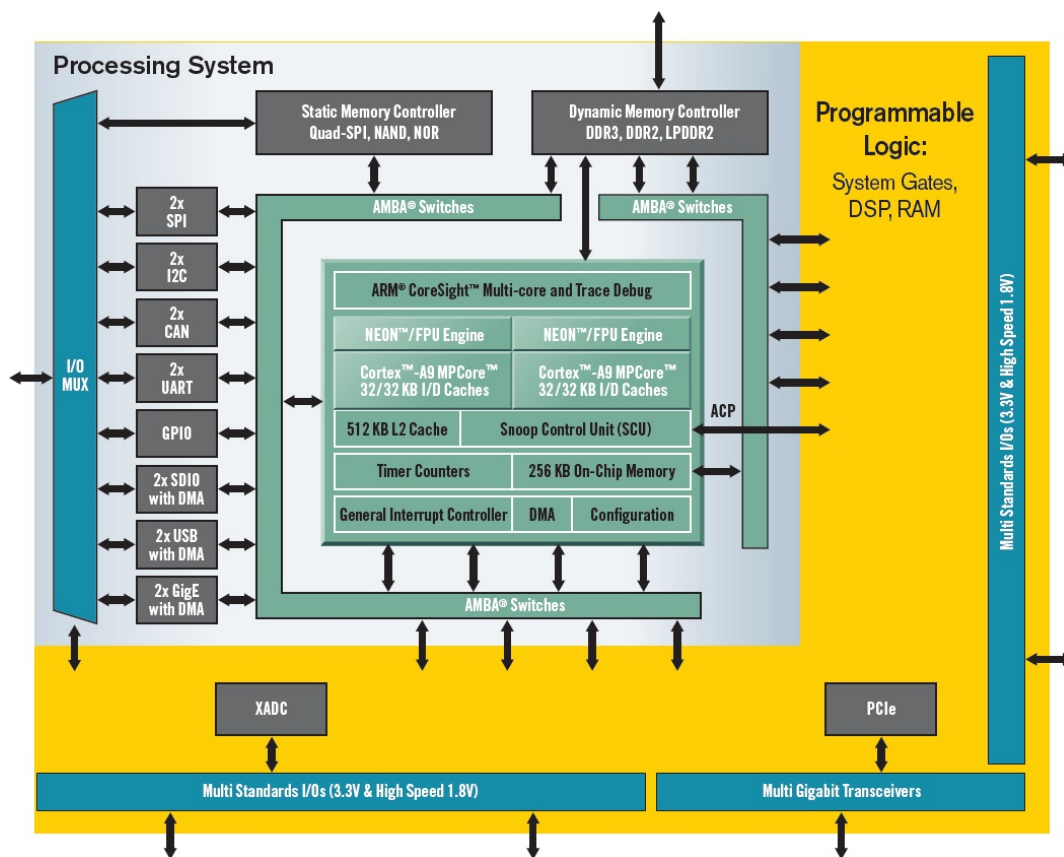 Processing System
Static Memory Controller
Quad-SPI, NAND, NOR
Dynamic Memory Controller
DDR3, DDR2, LPDDR2
Programmable
Logic:
System Gates,
DSP, RAM
AMBA® Switches
AMBA® Switches
2x
SPI
2x
I2C
2x
CAN
2x
UART
GPIO
2x SDIO
with DMA
2x USB
with DMA
2x GigE
with DMA
I/O
MUX
ARM® CoreSight™ Multi-core and Trace Debug
NEON™/FPU Engine
NEON™/FPU Engine
Cortex™-A9 MPCore™
32/32 KB I/D Caches
Cortex™-A9 MPCore™
32/32 KB I/D Caches
512 KB L2 Cache
Snoop Control Unit (SCU)
ACP
Timer Counters
256 KB On-Chip Memory
General Interrupt Controller
DMA
Configuration
AMBA® Switches
Multi Standards I/Os (3.3V & High Speed 1.8V)
XADC
PCIe
Multi Standards I/Os (3.3V & High Speed 1.8V)
Multi Gigabit Transceivers